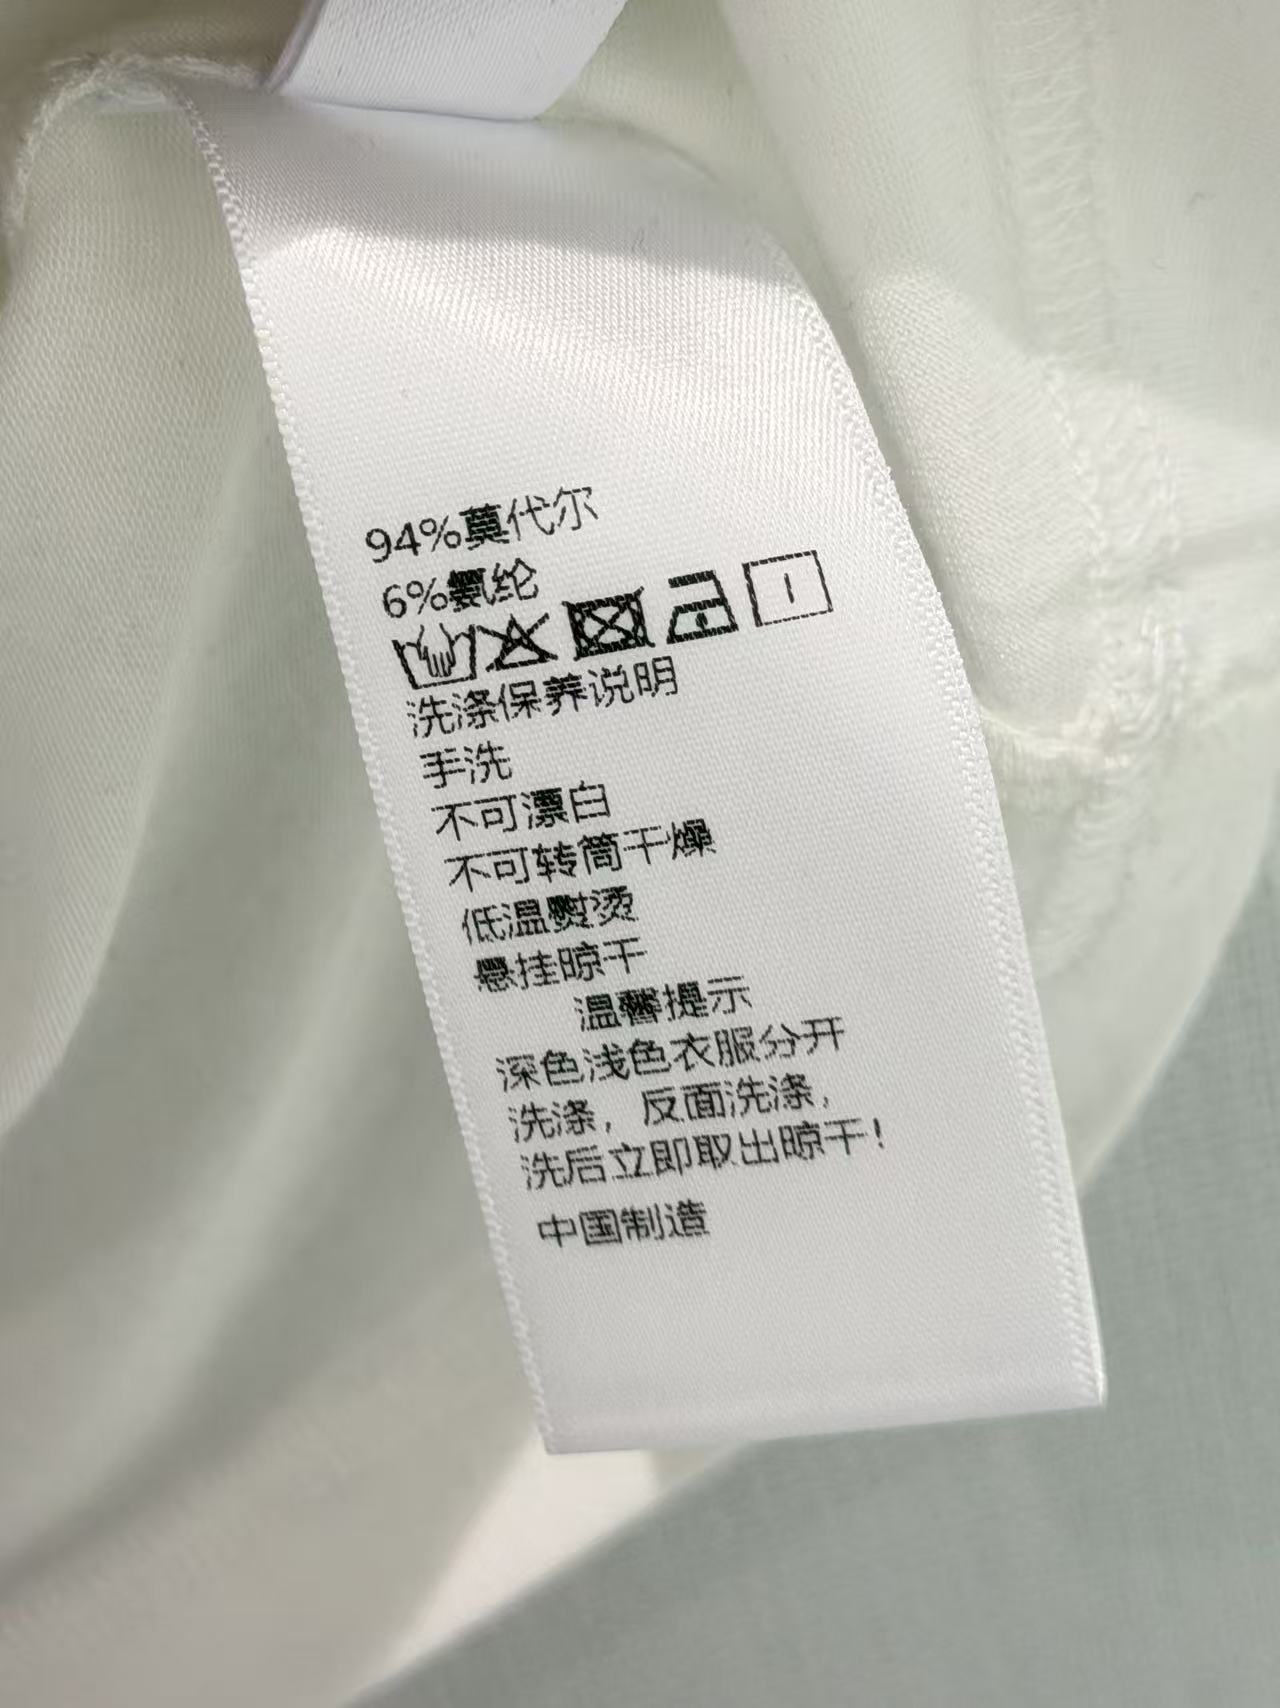 94%莫代尔
6%氨纶
洗涤保养说明
手洗
不可漂白
不可转筒干燥
低温熨烫
悬挂晾干
温馨提示
深色浅色衣服分开
洗涤，反面洗涤，
洗后立即取出晾干！
中国制造